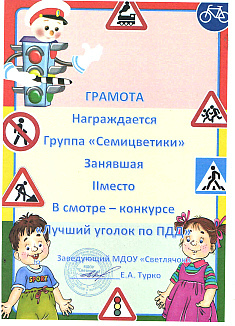 ГРАМОТА
Награждается
Группа «Семицветики»
Занявшая
IIместо
В смотре – конкурсе
«Лучший уголок по ПДД»
Заведующий МДОУ «Светлячок»
Е.А. Турко